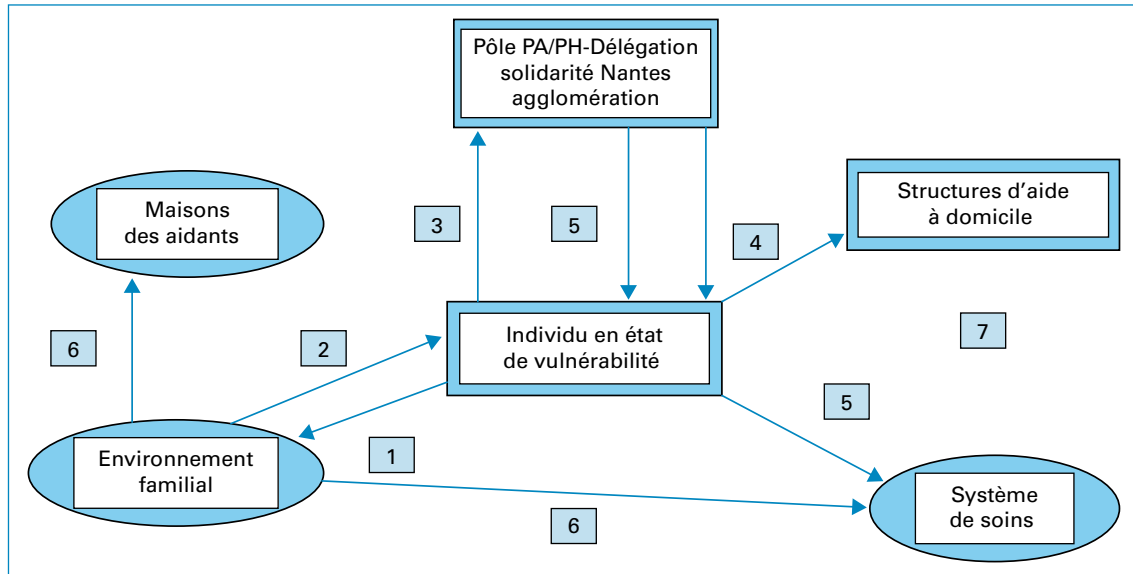 Pôle PA/PH-Délégation
solidarité Nantes
agglomération
Maisons
des aidants
Structures d'aide
à domicile
3
5
4
6
2
Individu en état
de vulnérabilité
7
5
1
Environnement
familial
6
Système
de soins